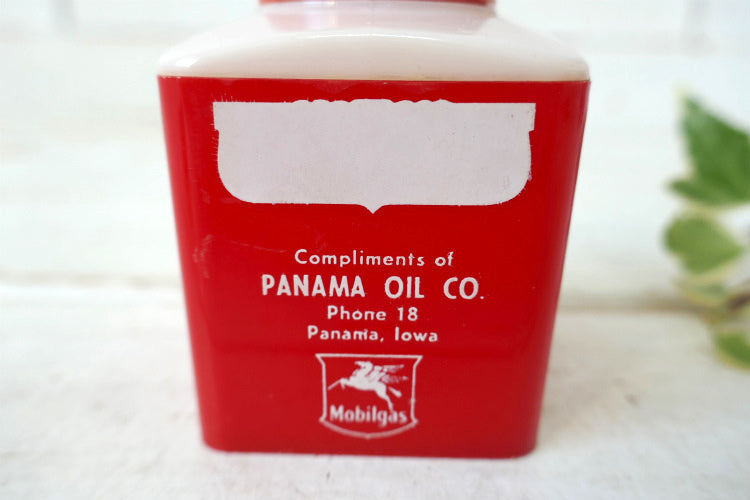 Compliments of
PANAMA OIL CO.
Phone 18
Panama, Iowa
Mobilgas